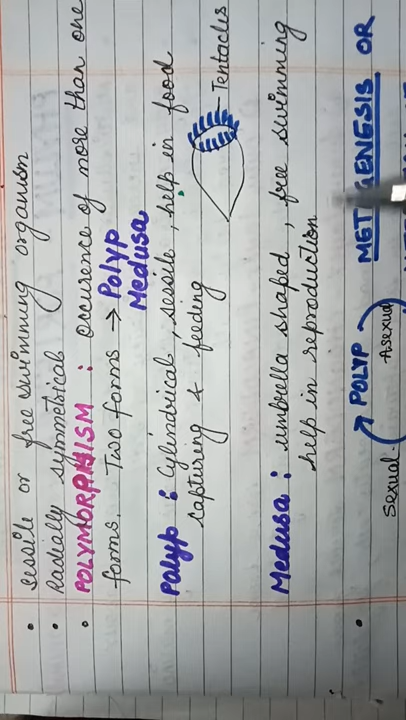 • sessile or free swimming organism
• Radially symmetrical
• POLYMORPHISM : occurence of more than one
forms. Two forms → Polyp
Medusa
Polyp : Cylindrical, sessile, help in food
capturing & feeding
Tentacles
Medusa : umbrella shaped, free swimming
help in reproduction
• POLYP OR
Sexual Asexual